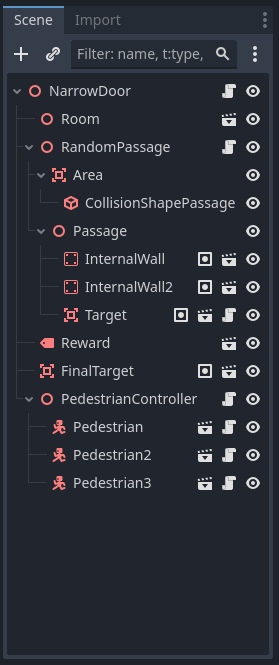 Scene Import
Filter: name, t:type,
NarrowDoor
Room
RandomPassage
Area
CollisionShapePassage
Passage
InternalWall
InternalWall2
Target
Reward
FinalTarget
PedestrianController
Pedestrian
Pedestrian2
Pedestrian3